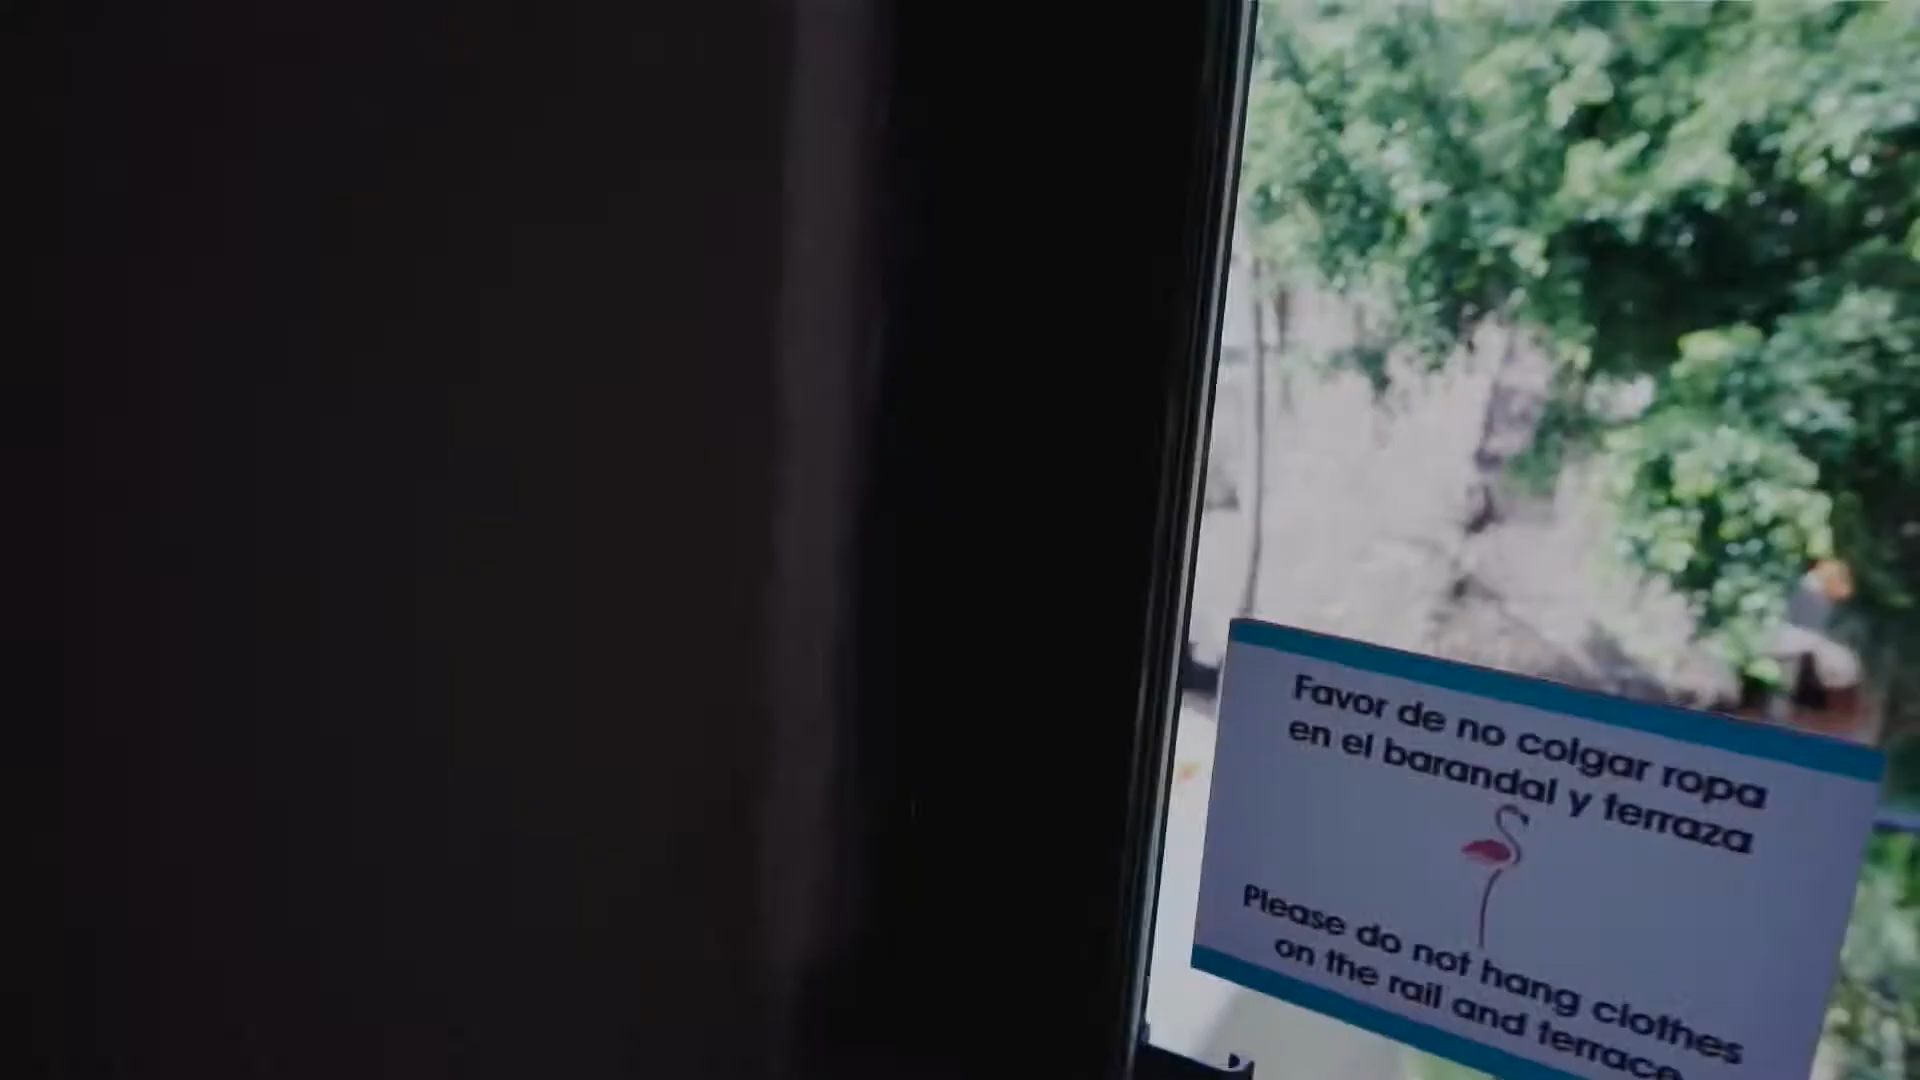 Favor de no colgar ropa
en el barandal y terraza
Please do not hang clothes
on the rail and terrace